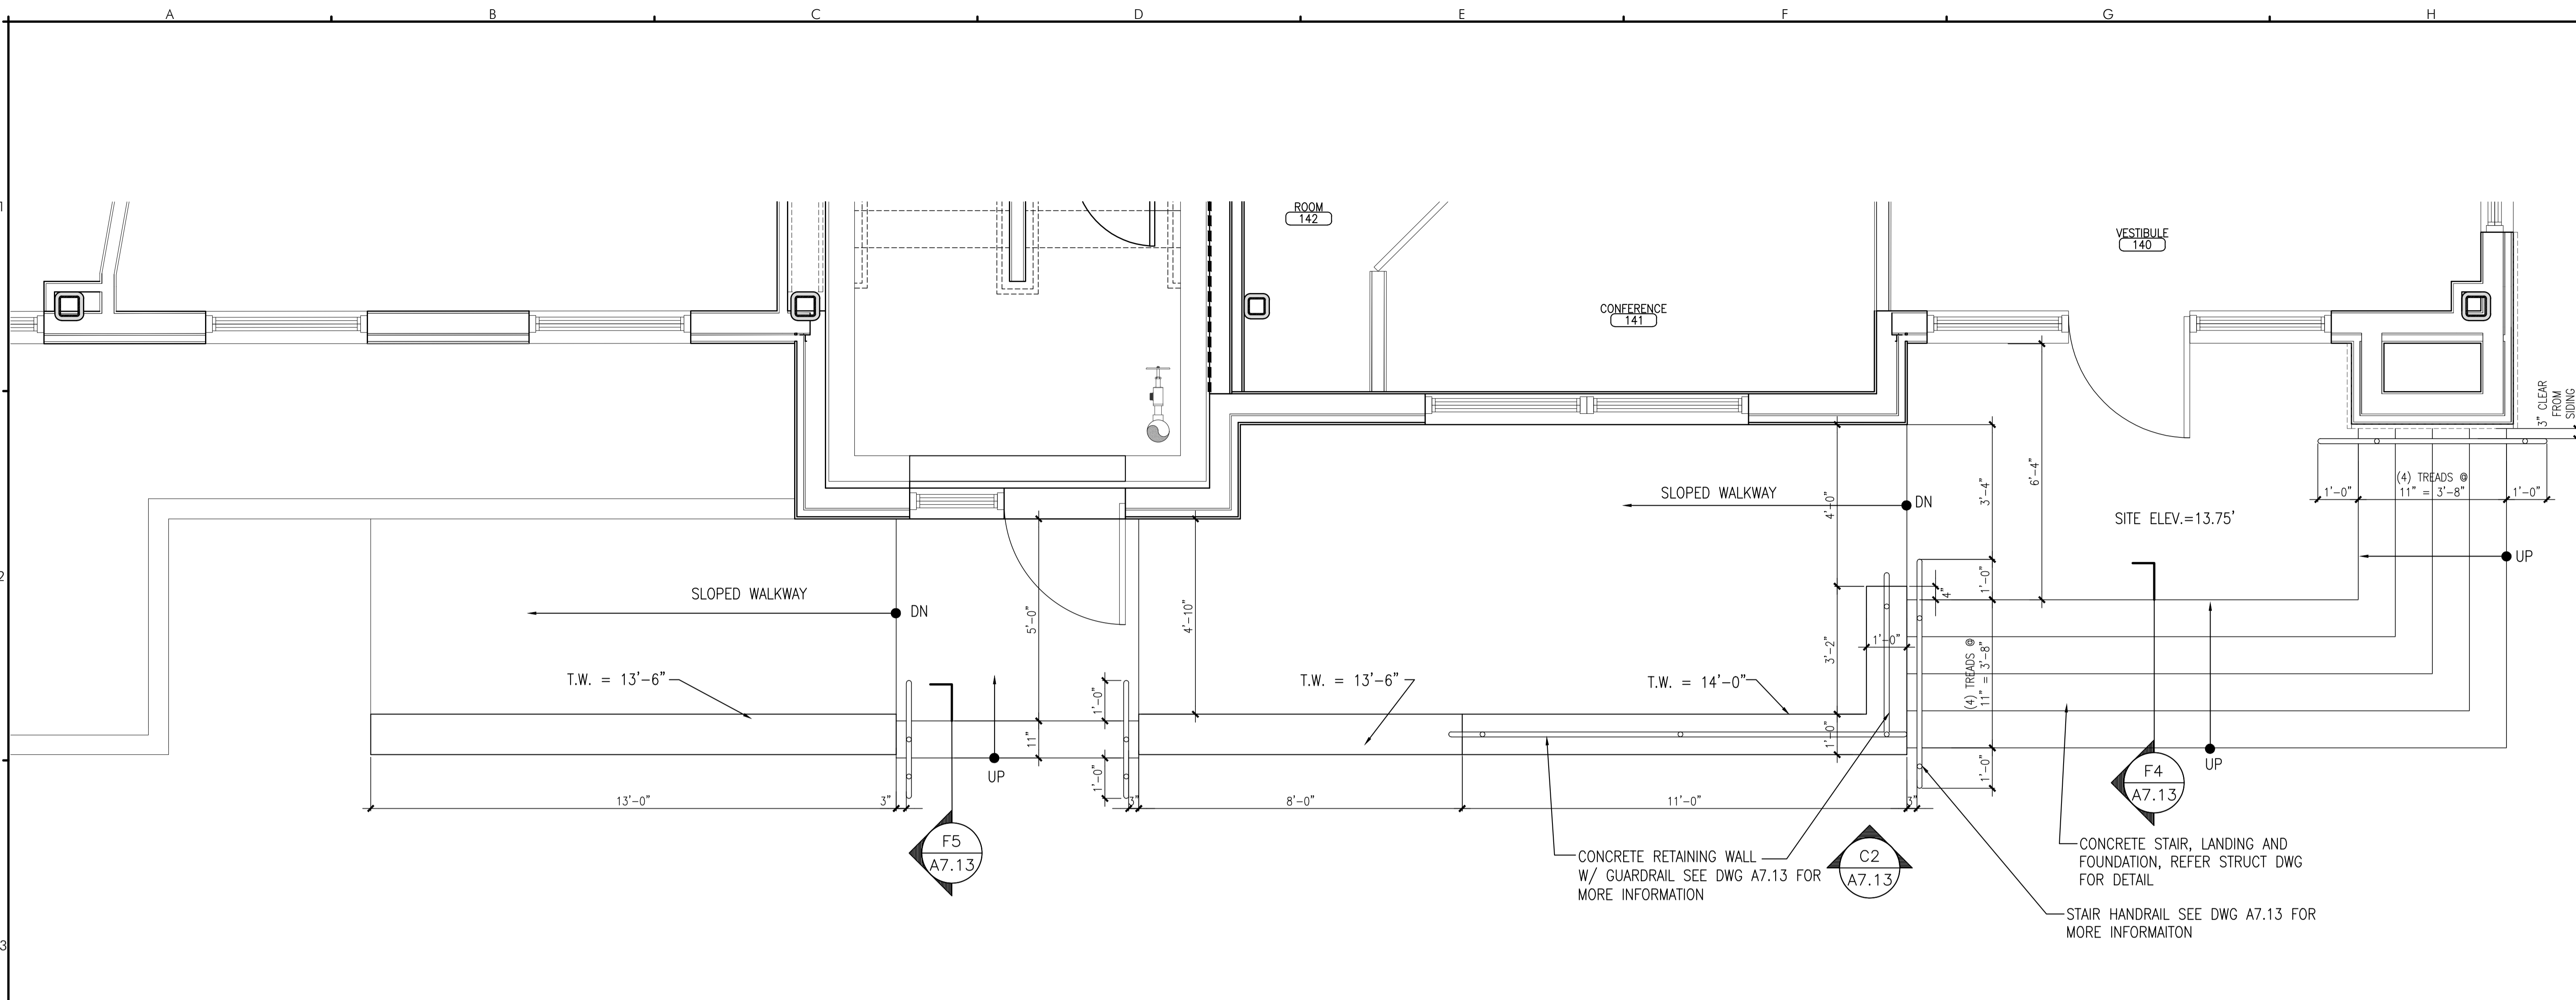 A
B
C
D
E
F
G
H
1
2
3
ROOM
142
CONFERENCE
141
VESTIBULE
140
3" CLEAR
FROM
SIDING
(4) TREADS @
11" = 3'-8"
1'-0"
1'-0"
SITE ELEV.=13.75'
UP
SLOPED WALKWAY
DN
4'-0"
3'-4"
6'-4"
1'-0"
4"
SLOPED WALKWAY
DN
5'-0"
4'-10"
3'-2"
1'-0"
(4) TREADS @
11" = 3'-8"
T.W. = 13'-6"
T.W. = 13'-6"
T.W. = 14'-0"
1'-0"
11"
1'-0"
1'-0"
1'-0"
UP
UP
13'-0"
3"
3"
8'-0"
11'-0"
3"
F5
A7.13
C2
A7.13
F4
A7.13
CONCRETE RETAINING WALL
W/ GUARDRAIL SEE DWG A7.13 FOR
MORE INFORMATION
CONCRETE STAIR, LANDING AND
FOUNDATION, REFER STRUCT DWG
FOR DETAIL
STAIR HANDRAIL SEE DWG A7.13 FOR
MORE INFORMAITON